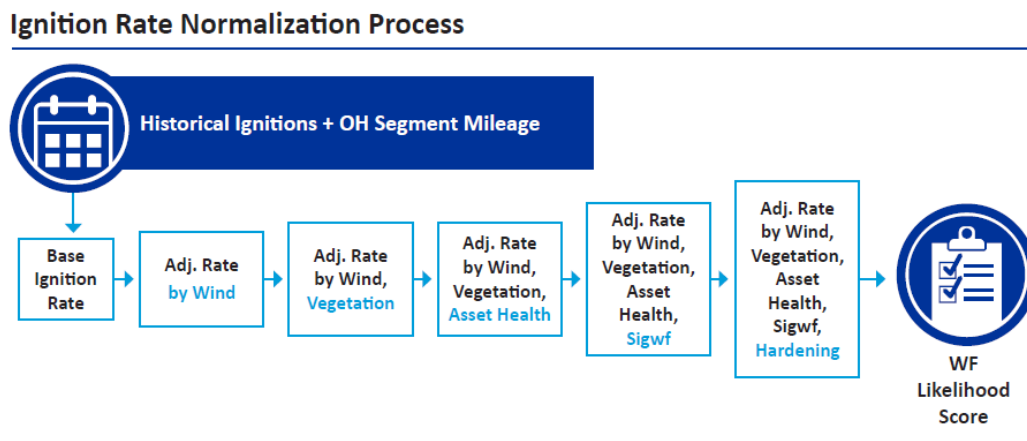 Ignition Rate Normalization Process
Historical Ignitions + OH Segment Mileage
Base
Ignition
Rate
Adj. Rate
by Wind
Adj. Rate
by Wind,
Vegetation
Adj. Rate
by Wind,
Vegetation,
Asset Health
Adj. Rate
by Wind,
Vegetation,
Asset
Health,
Sigwf
Adj. Rate
by Wind,
Vegetation,
Asset
Health,
Sigwf,
Hardening
WF
Likelihood
Score